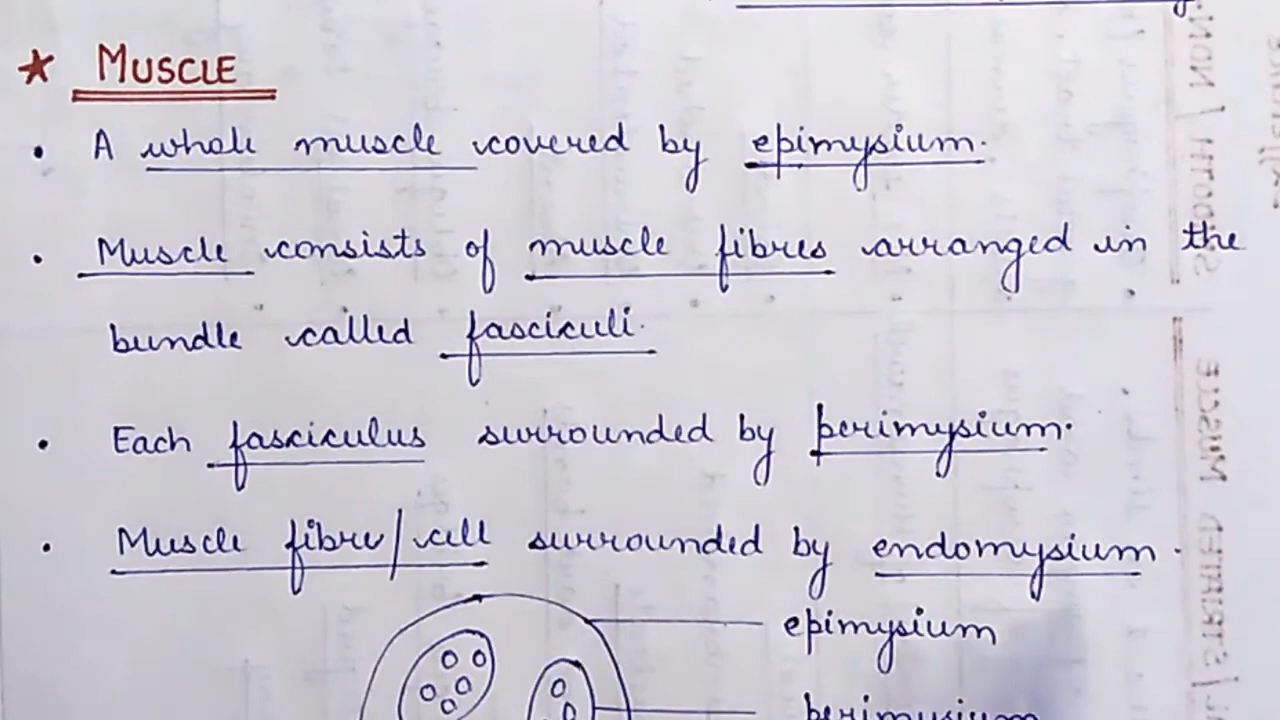 ★ MUSCLE
• A whole muscle covered by epimysium.
• Muscle consists of muscle fibres arranged in the
bundle called fasciculi.
• Each fasciculus surrounded by perimysium.
• Muscle fibre/cell surrounded by endomysium.
epimysium
perimysium